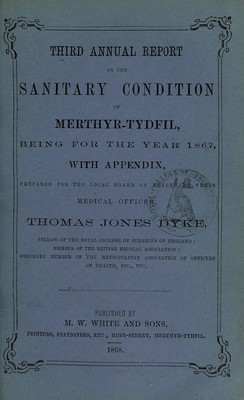 THIRD ANNUAL REPORT
ON THE
SANITARY CONDITION
OF
MERTHYR-TYDFIL,
BEING FOR THE YEAR 1867,
WITH APPENDIX,
PREPARED FOR THE LOCAL BOARD OF HEALTH, BY THEIR
MEDICAL OFFICER
THOMAS JONES DYKE,
FELLOW OF THE ROYAL COLLEGE OF SURGEONS OF ENGLAND;
MEMBER OF THE BRITISH MEDICAL ASSOCIATION;
MEMBER OF THE METROPOLITAN ASSOCIATION OF OFFICERS
OF HEALTH, ETC., ETC.
PUBLISHED BY
M. W. WHITE AND SONS,
PRINTERS, STATIONERS, ETC., HIGH-STREET, MERTHYR-TYDFIL.
1868.